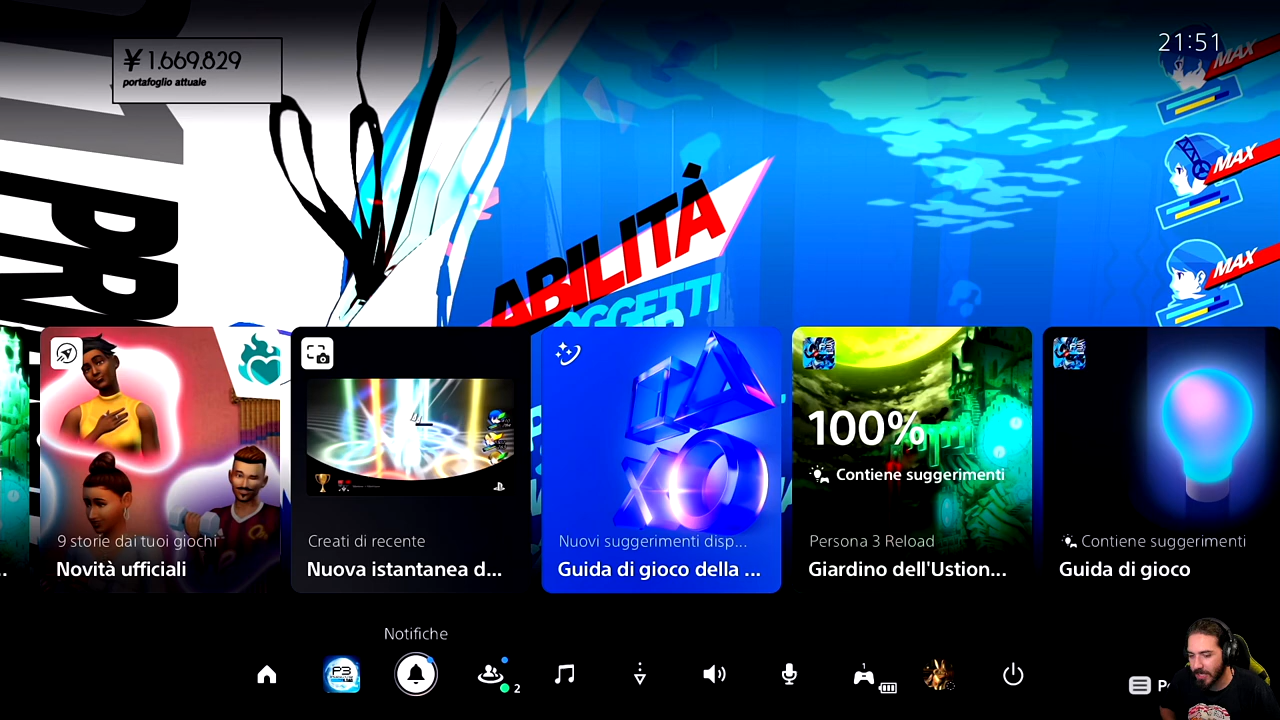 ¥ 1.669.829
portafoglio attuale
21:51
MAX
MAX
MAX
ABILITÀ
OGGETTI
100%
Contiene suggerimenti
9 storie dai tuoi giochi
Novità ufficiali
Creati di recente
Nuova istantanea d...
Nuovi suggerimenti disp...
Guida di gioco della ...
Persona 3 Reload
Giardino dell'Ustion...
Contiene suggerimenti
Guida di gioco
Notifiche
P3
2
1